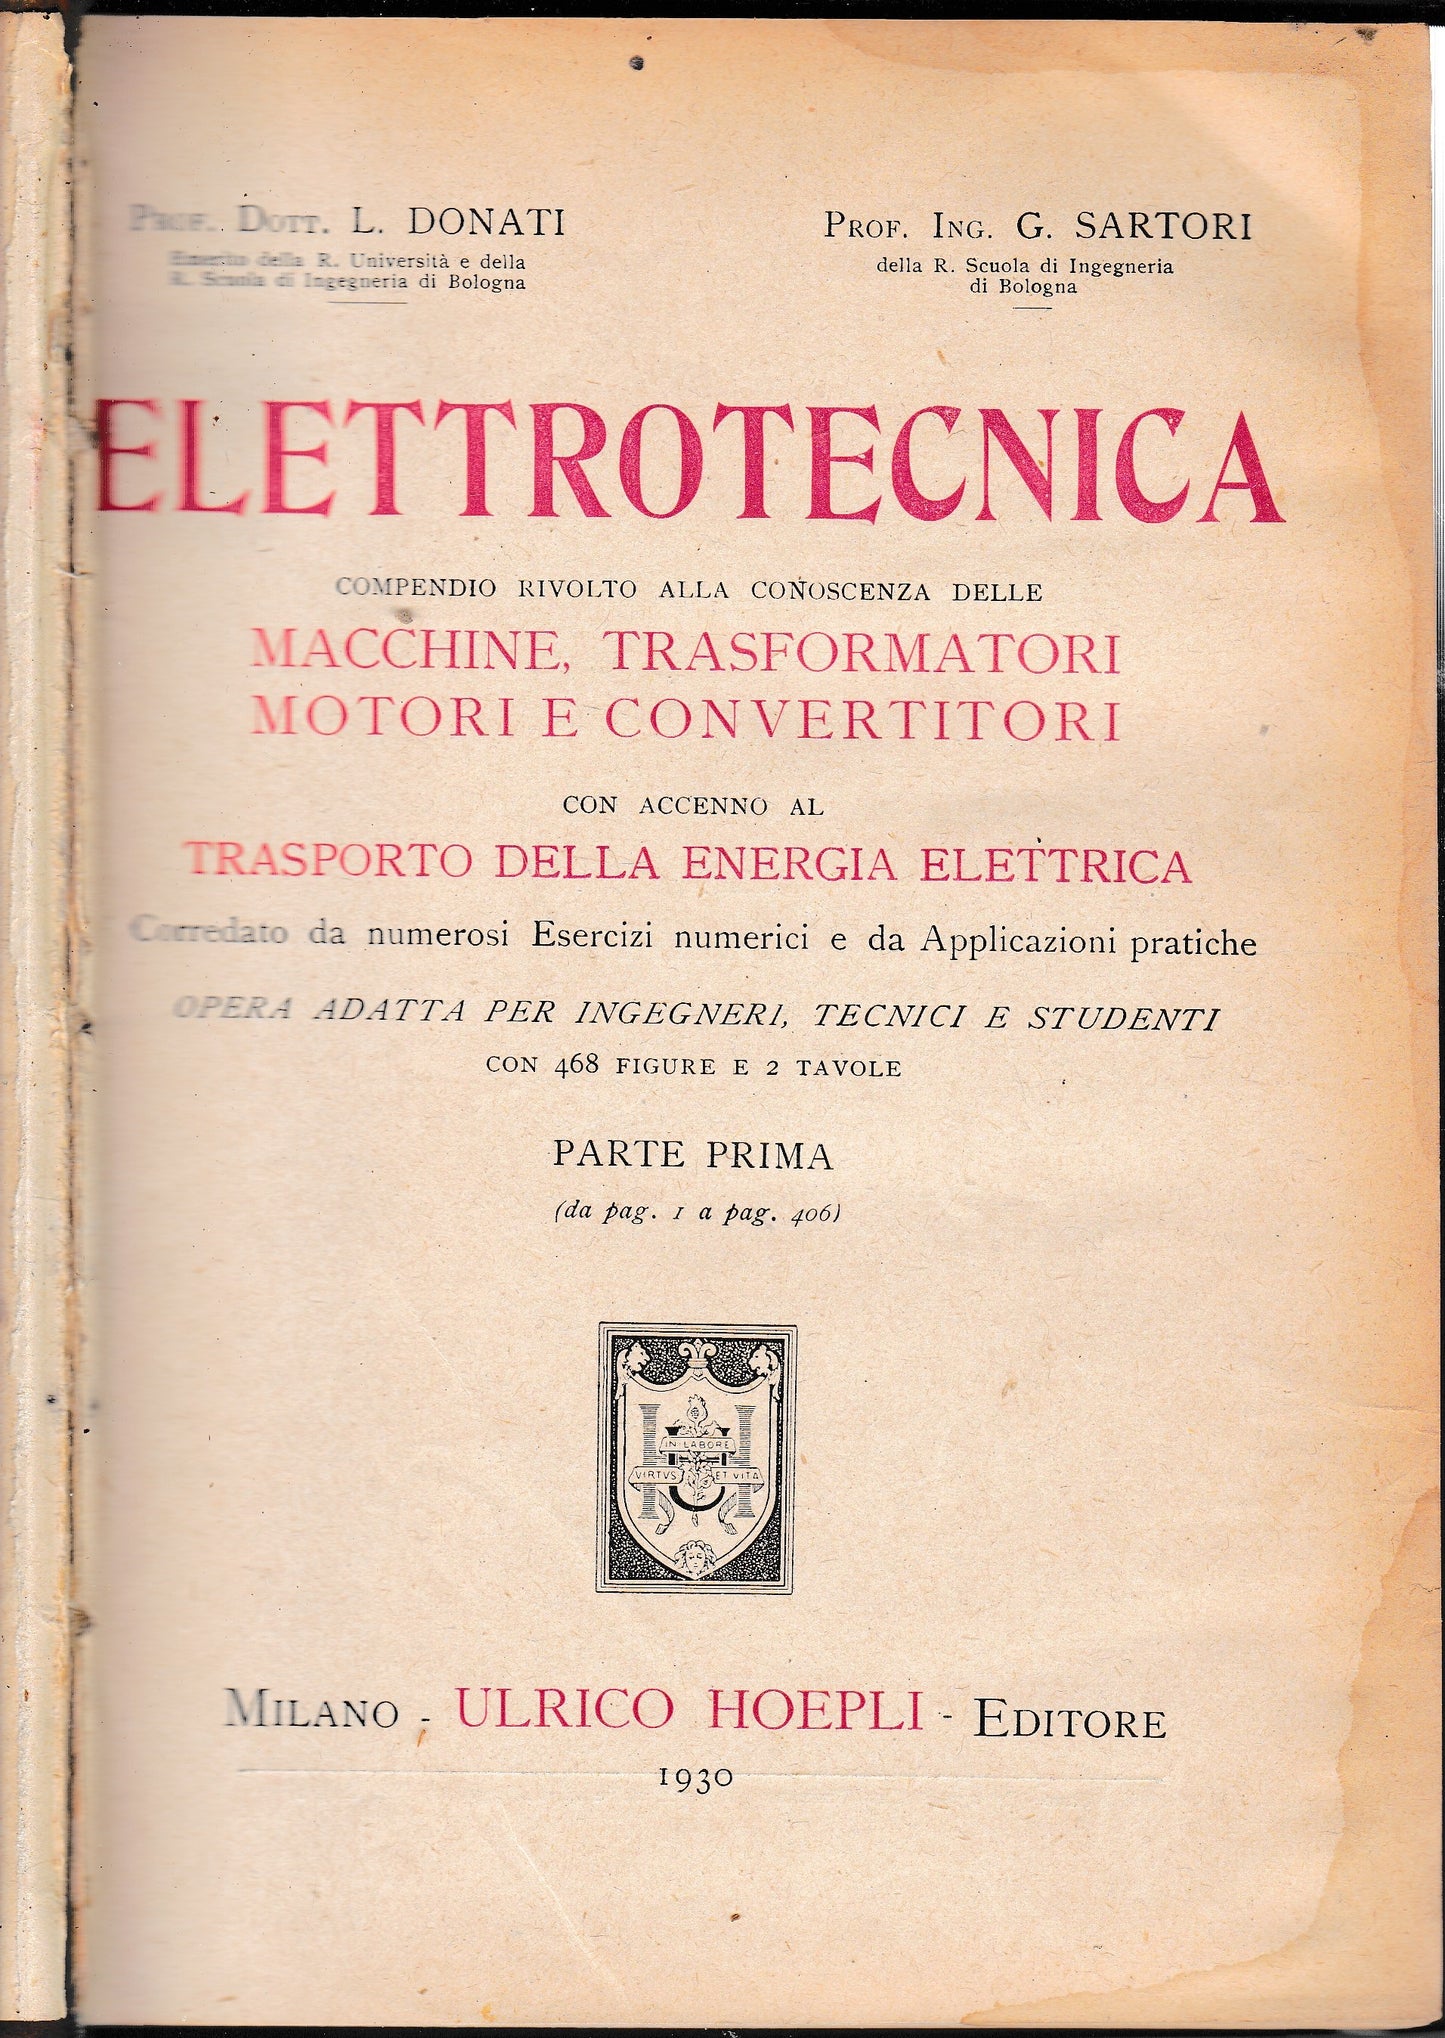 Prof. Dott. L. DONATI
Emerito della R. Università e della
R. Scuola di Ingegneria di Bologna
Prof. Ing. G. SARTORI
della R. Scuola di Ingegneria
di Bologna
ELETTROTECNICA
COMPENDIO RIVOLTO ALLA CONOSCENZA DELLE
MACCHINE, TRASFORMATORI
MOTORI E CONVERTITORI
CON ACCENNO AL
TRASPORTO DELLA ENERGIA ELETTRICA
Corredato da numerosi Esercizi numerici e da Applicazioni pratiche
OPERA ADATTA PER INGEGNERI, TECNICI E STUDENTI
CON 468 FIGURE E 2 TAVOLE
PARTE PRIMA
(da pag. 1 a pag. 406)
H
IN LABORE
VIRTVS ET VITA
Milano - ULRICO HOEPLI - Editore
1930